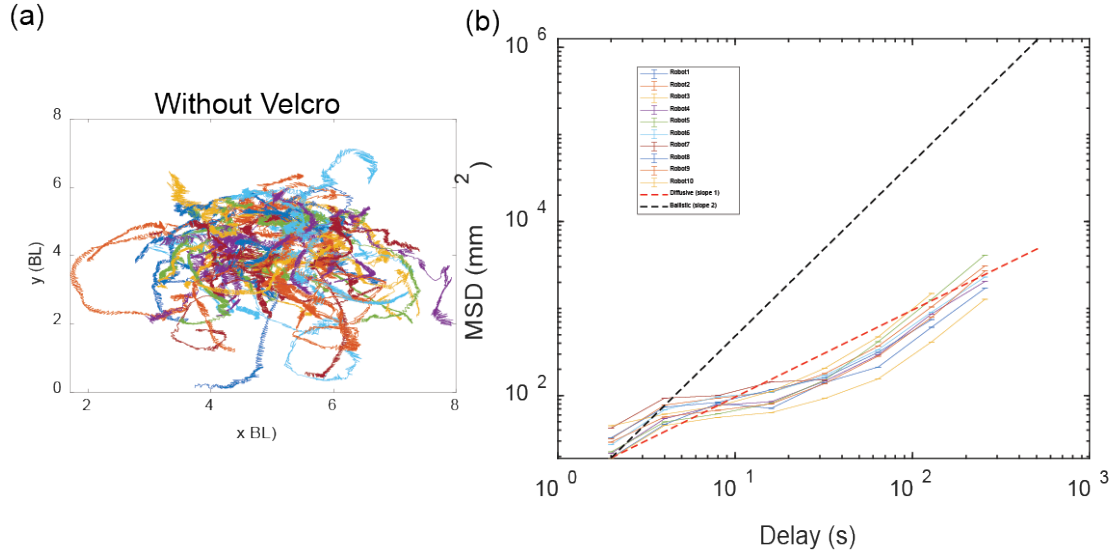 (a)
Without Velcro
8
6
4
2
0
y (BL)
2
4
6
8
x BL)
(b)
10 6
10 4
10 2
MSD (mm 2 )
Robot1
Robot2
Robot3
Robot4
Robot5
Robot6
Robot7
Robot8
Robot9
Robot10
Diffusive (slope 1)
Ballistic (slope 2)
10 0
10 1
10 2
10 3
Delay (s)